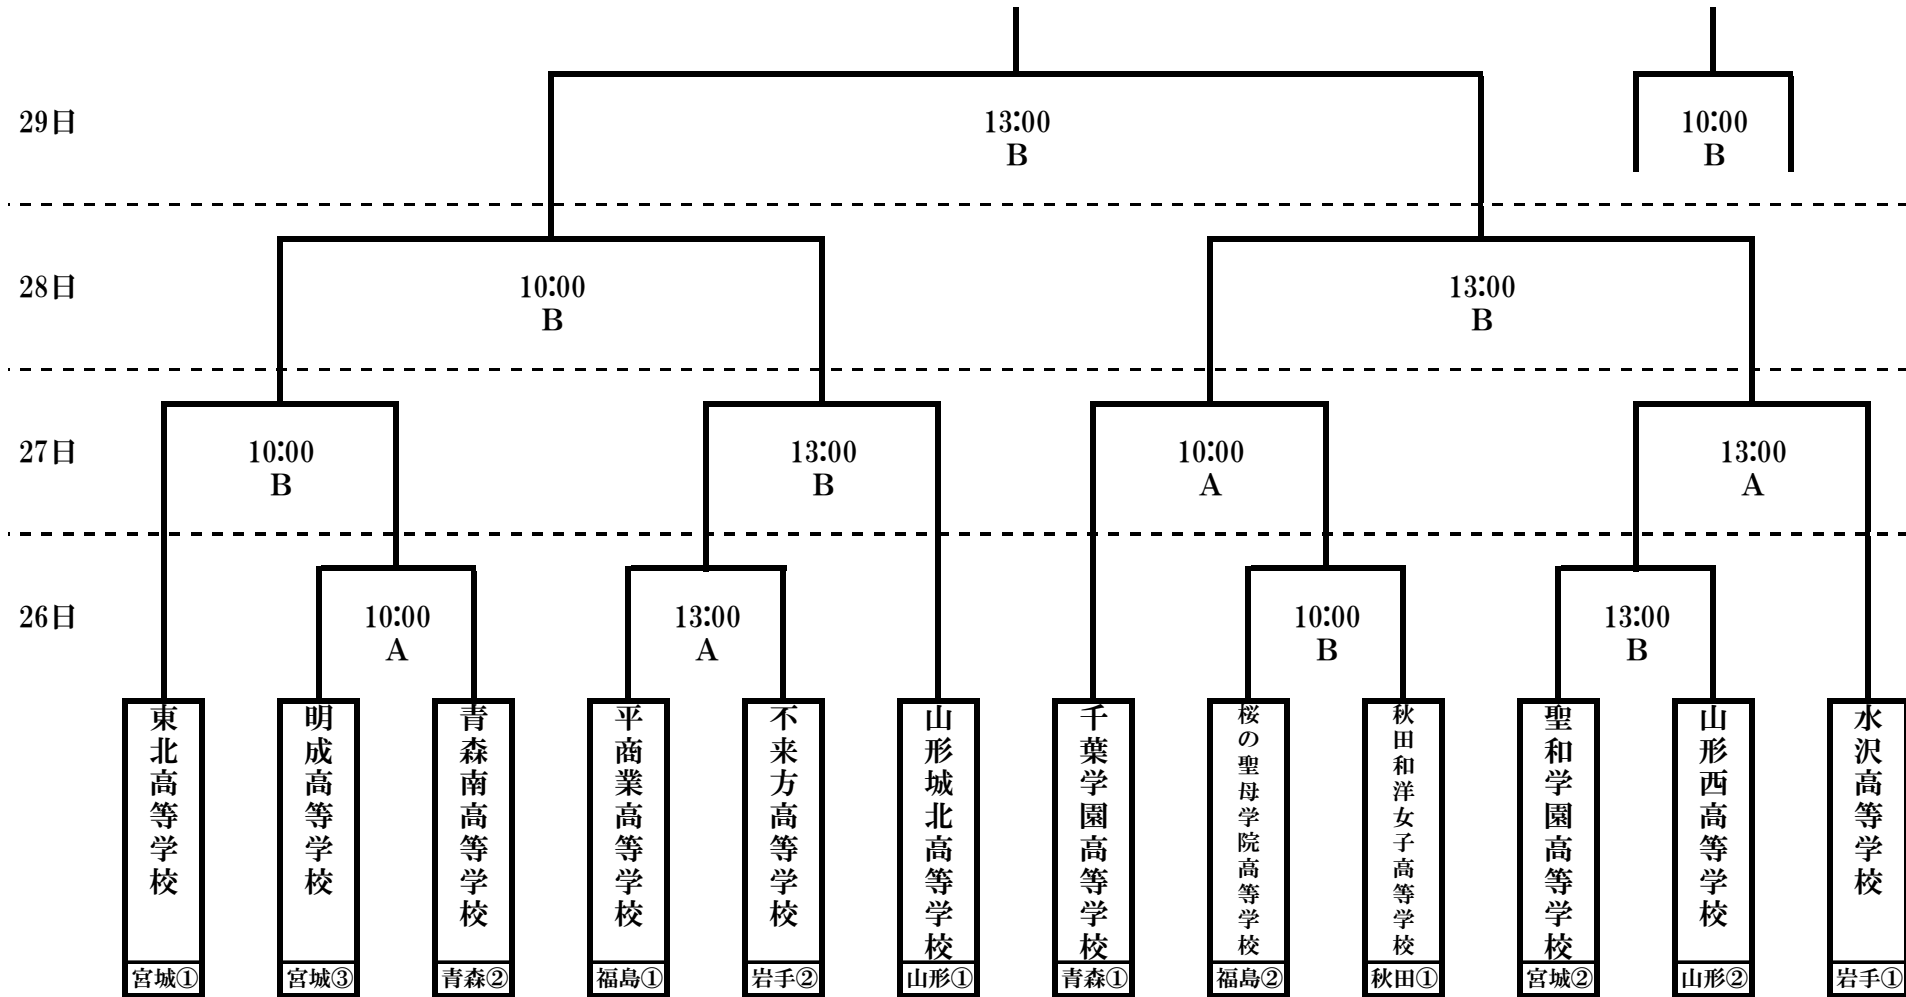 29日
13:00
B
10:00
B
28日
10:00
B
13:00
B
27日
10:00
B
13:00
B
10:00
A
13:00
A
26日
10:00
A
13:00
A
10:00
B
13:00
B
東北高等学校
宮城①
明成高等学校
宮城③
青森南高等学校
青森②
平商業高等学校
福島①
不来方高等学校
岩手②
山形城北高等学校
山形①
千葉学園高等学校
青森①
桜の聖母学院高等学校
福島②
秋田和洋女子高等学校
秋田①
聖和学園高等学校
宮城②
山形西高等学校
山形②
水沢高等学校
岩手①